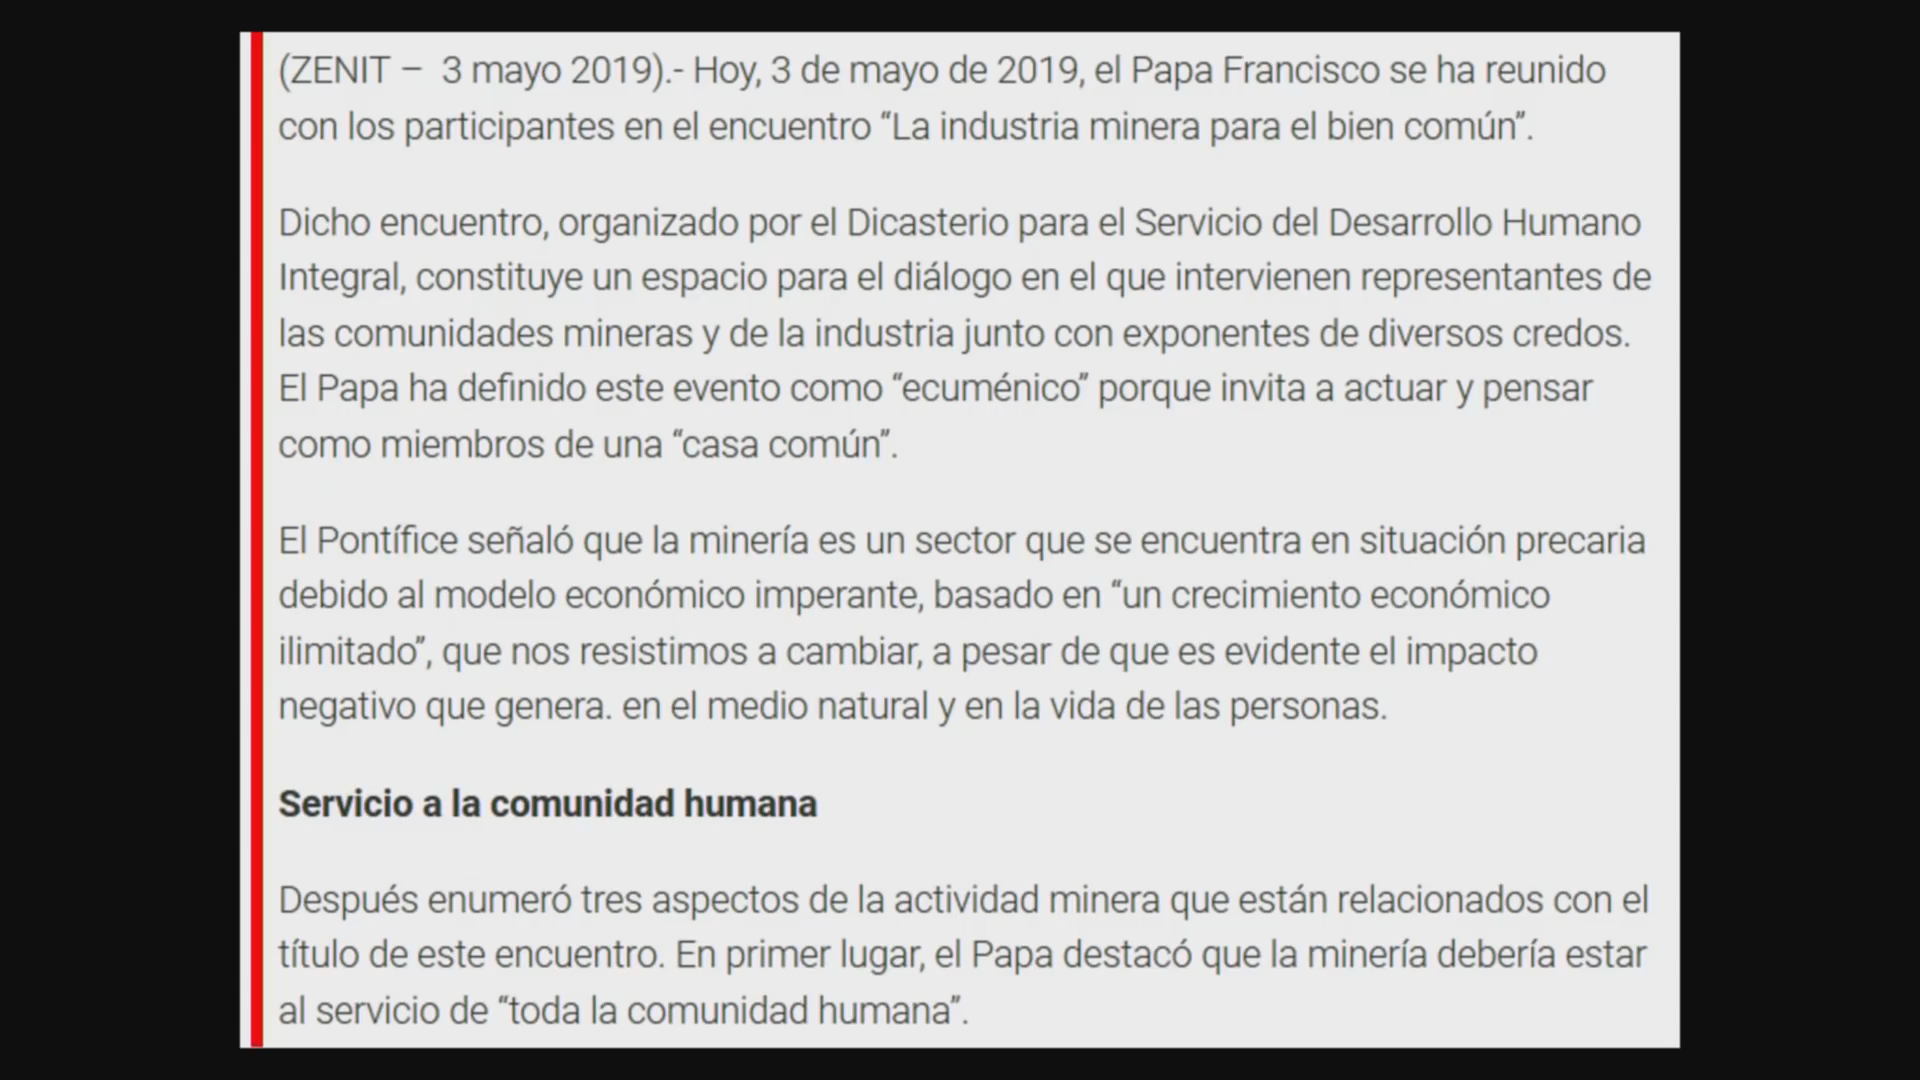 (ZENIT – 3 mayo 2019).- Hoy, 3 de mayo de 2019, el Papa Francisco se ha reunido
con los participantes en el encuentro “La industria minera para el bien común”.
Dicho encuentro, organizado por el Dicasterio para el Servicio del Desarrollo Humano
Integral, constituye un espacio para el diálogo en el que intervienen representantes de
las comunidades mineras y de la industria junto con exponentes de diversos credos.
El Papa ha definido este evento como “ecuménico” porque invita a actuar y pensar
como miembros de una “casa común”.
El Pontífice señaló que la minería es un sector que se encuentra en situación precaria
debido al modelo económico imperante, basado en “un crecimiento económico
ilimitado”, que nos resistimos a cambiar, a pesar de que es evidente el impacto
negativo que genera. en el medio natural y en la vida de las personas.
Servicio a la comunidad humana
Después enumeró tres aspectos de la actividad minera que están relacionados con el
título de este encuentro. En primer lugar, el Papa destacó que la minería debería estar
al servicio de “toda la comunidad humana”.